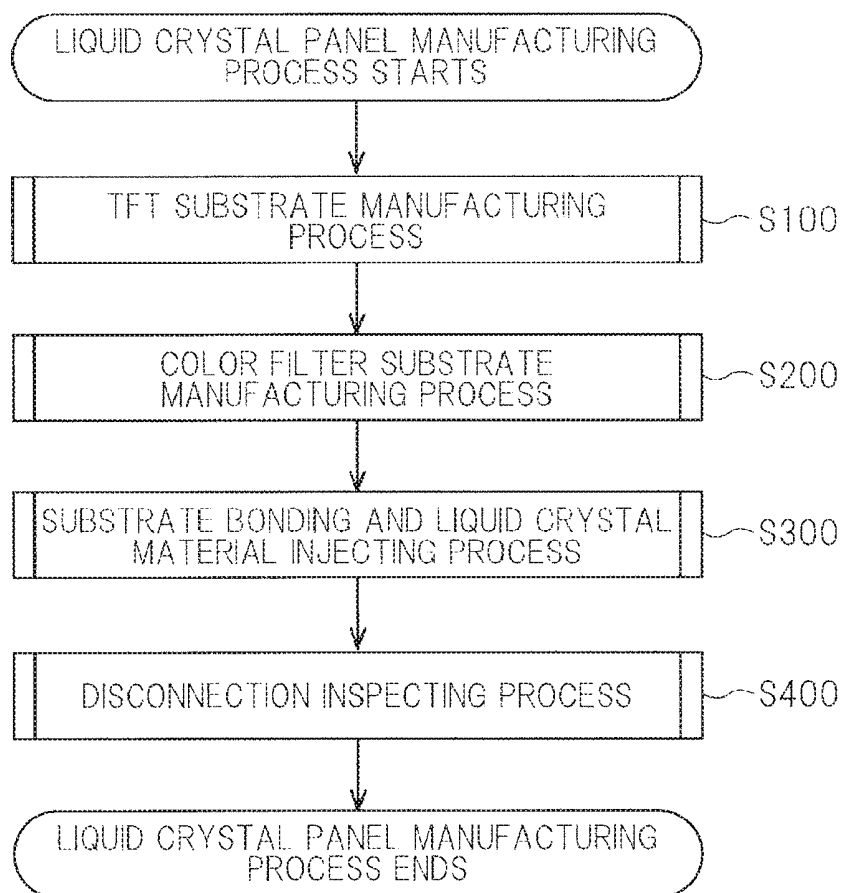 LIQUID CRYSTAL PANEL MANUFACTURING
PROCESS STARTS
TFT SUBSTRATE MANUFACTURING
PROCESS
S100
COLOR FILTER SUBSTRATE
MANUFACTURING PROCESS
S200
SUBSTRATE BONDING AND LIQUID CRYSTAL
MATERIAL INJECTING PROCESS
S300
DISCONNECTION INSPECTING PROCESS
S400
LIQUID CRYSTAL PANEL MANUFACTURING
PROCESS ENDS